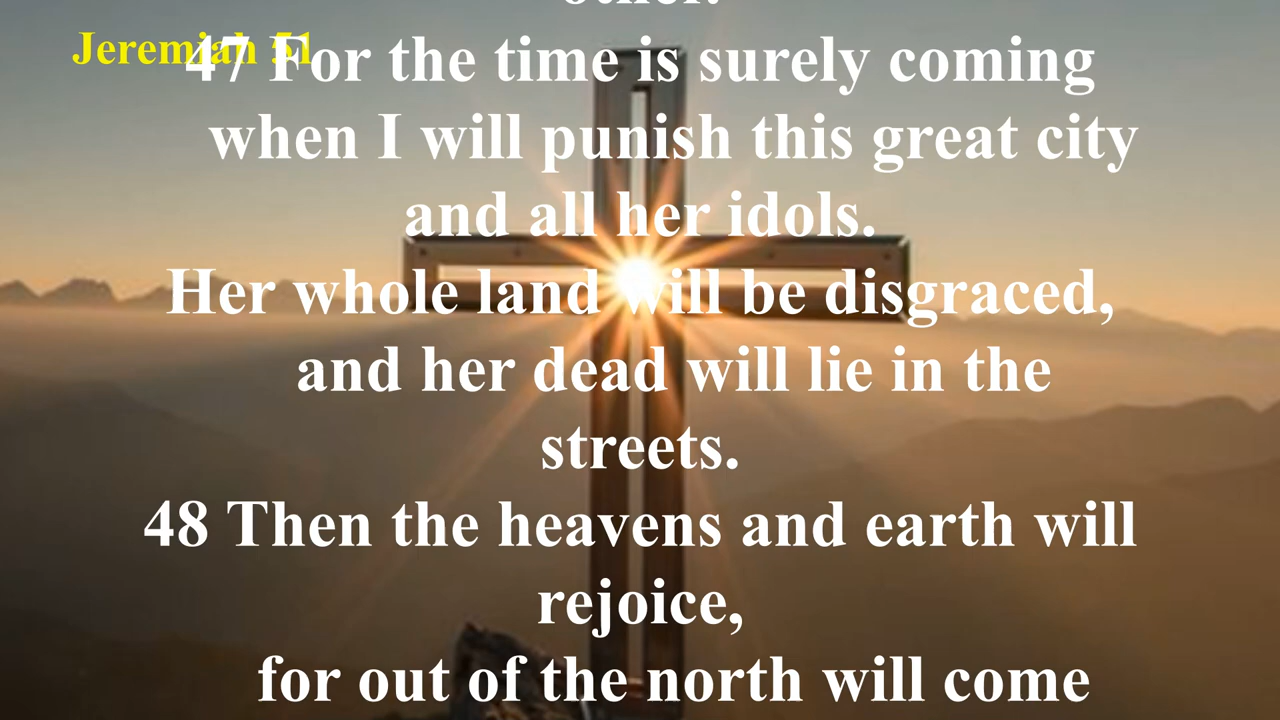 other.
Jeremiah 51
47 For the time is surely coming
when I will punish this great city
and all her idols.
Her whole land will be disgraced,
and her dead will lie in the
streets.
48 Then the heavens and earth will
rejoice,
for out of the north will come